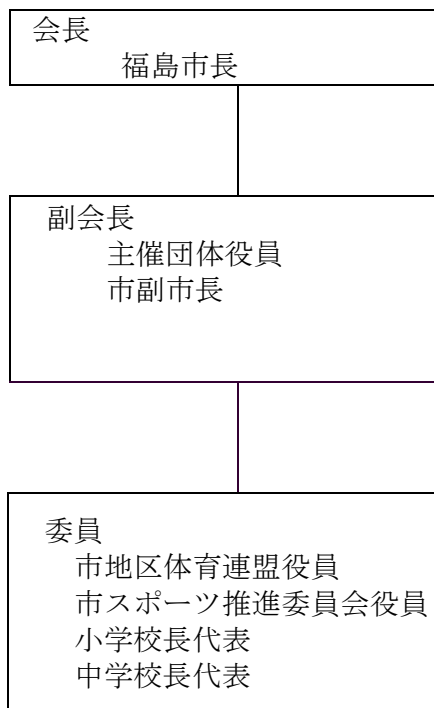 会長
福島市長
副会長
主催団体役員
市副市長
委員
市地区体育連盟役員
市スポーツ推進委員会役員
小学校長代表
中学校長代表